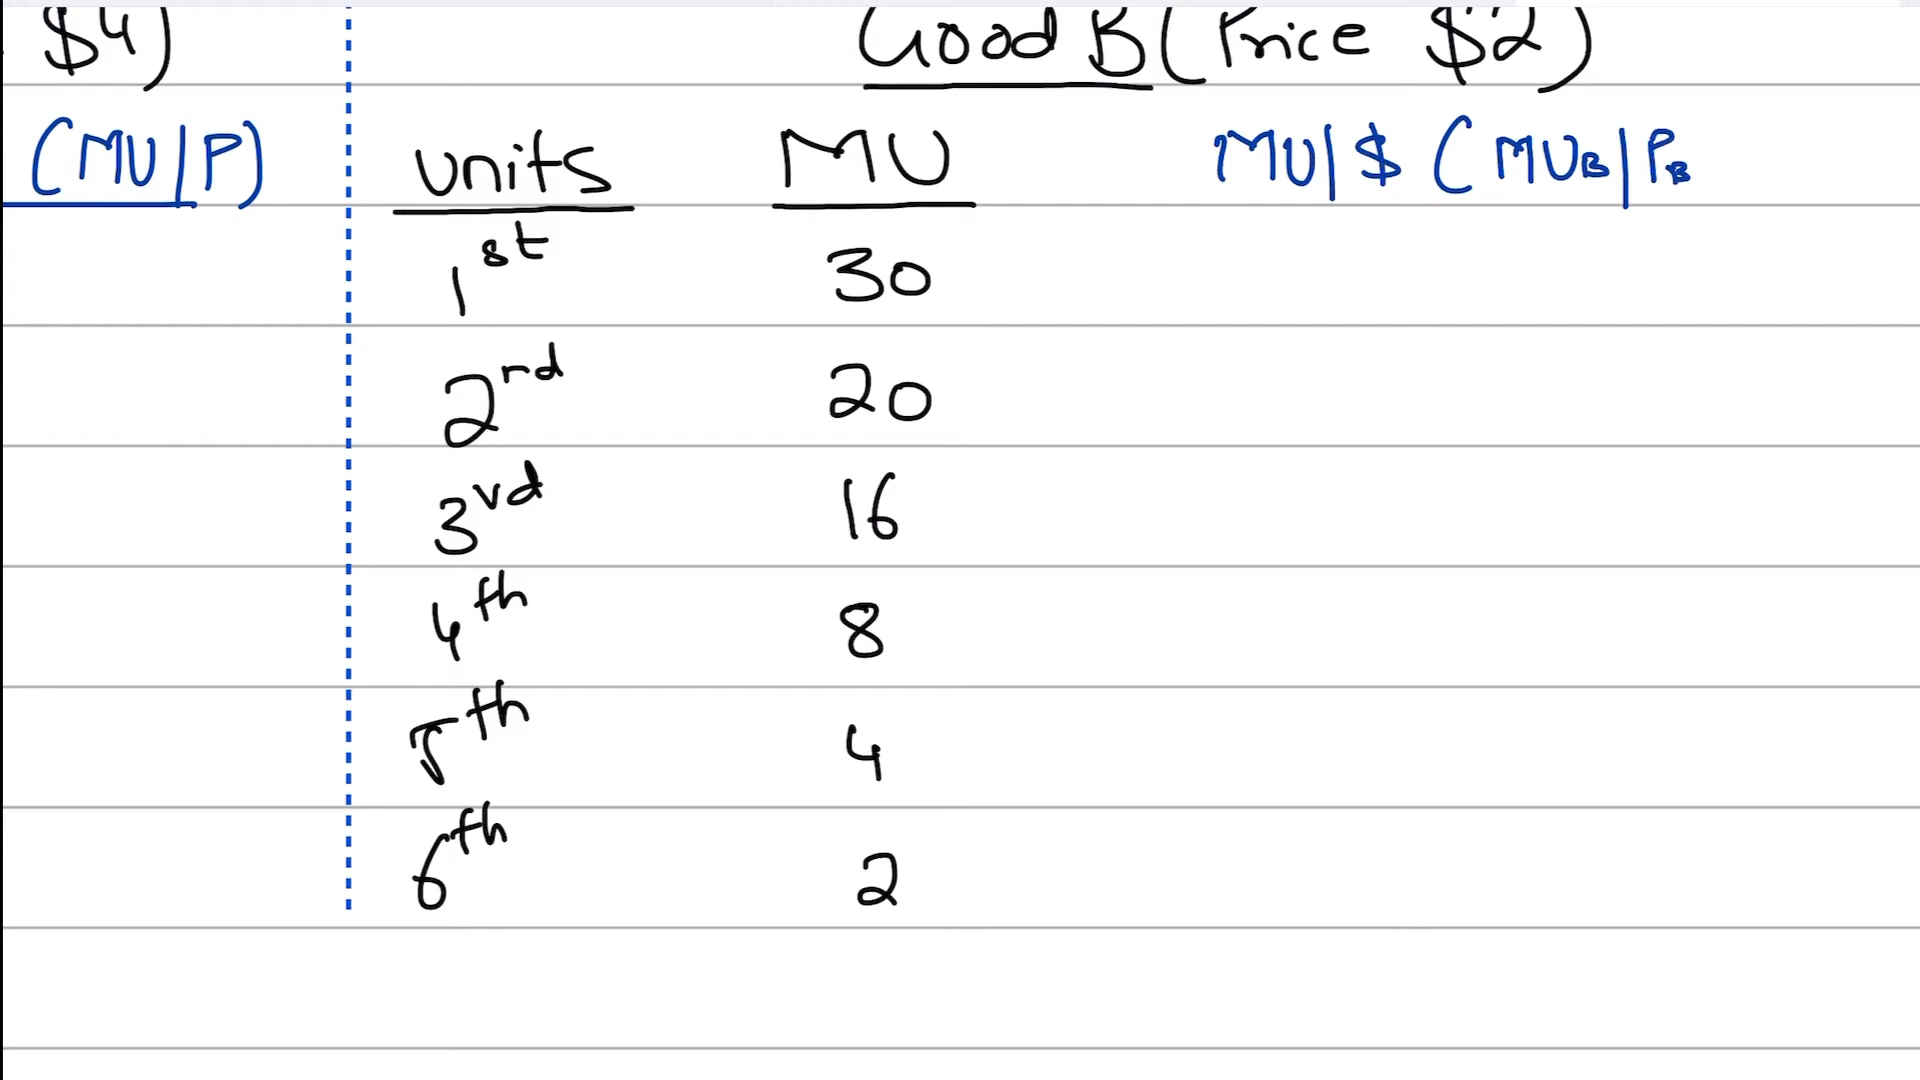 $4)
Good B (Price $2)
(MU|P)
units MU MU|$ (MUB|PB
1st 30
2rd 20
3rd 16
4th 8
5th 4
6th 2